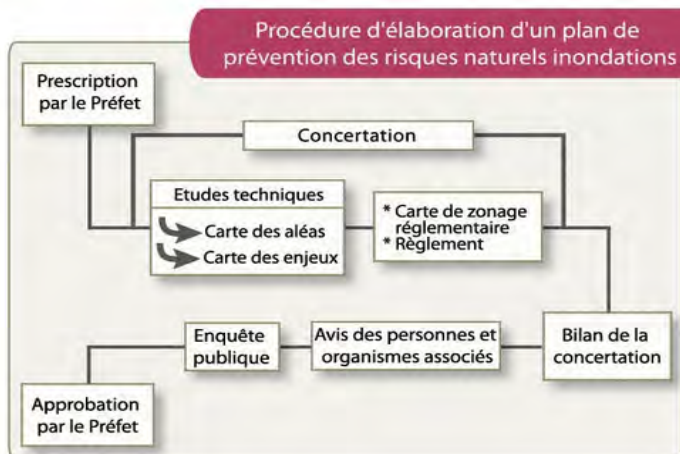 Procédure d'élaboration d'un plan de
prévention des risques naturels inondations
Prescription
par le Préfet
Concertation
Etudes techniques
Carte des aléas
Carte des enjeux
* Carte de zonage
réglementaire
* Règlement
Bilan de la
concertation
Avis des personnes et
organismes associés
Enquête
publique
Approbation
par le Préfet